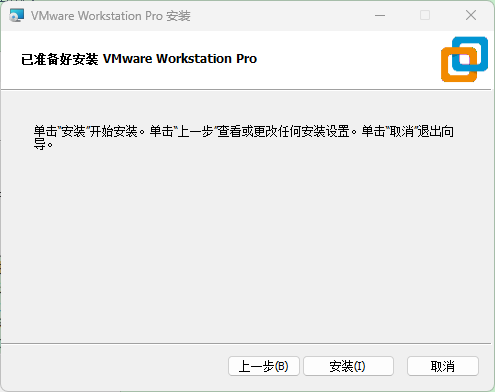 VMware Workstation Pro 安装
已准备好安装 VMware Workstation Pro
单击“安装”开始安装。单击“上一步”查看或更改任何安装设置。单击“取消”退出向
导。
上一步(B) 安装(I) 取消